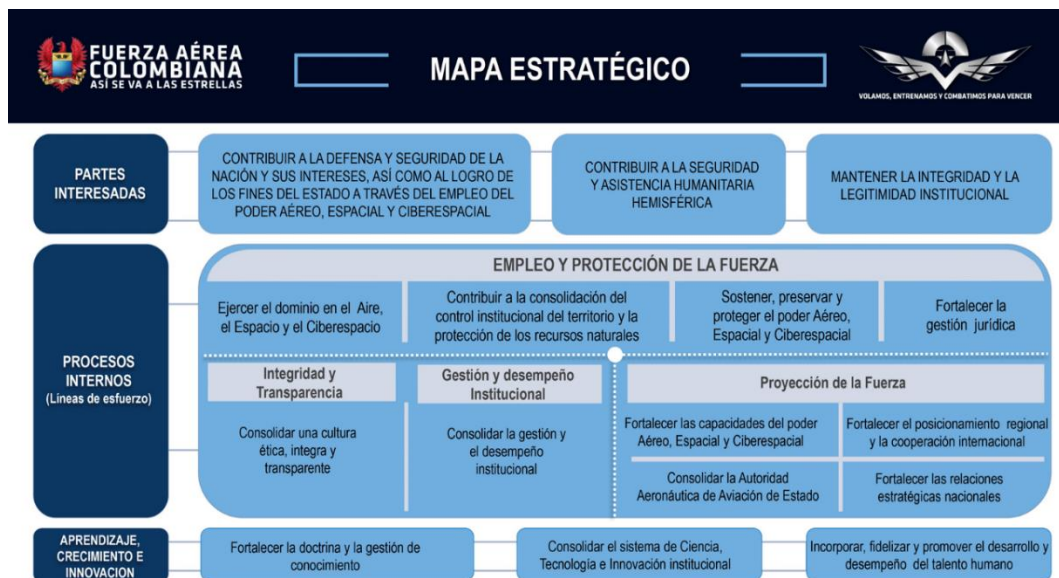 FUERZA AÉREA
COLOMBIANA
ASÍ SE VA A LAS ESTRELLAS
MAPA ESTRATÉGICO
VOLAMOS, ENTRENAMOS Y COMBATIMOS PARA VENCER
PARTES
INTERESADAS
CONTRIBUIR A LA DEFENSA Y SEGURIDAD DE LA
NACIÓN Y SUS INTERESES, ASÍ COMO AL LOGRO DE
LOS FINES DEL ESTADO A TRAVÉS DEL EMPLEO DEL
PODER AÉREO, ESPACIAL Y CIBERESPACIAL
CONTRIBUIR A LA SEGURIDAD
Y ASISTENCIA HUMANITARIA
HEMISFÉRICA
MANTENER LA INTEGRIDAD Y LA
LEGITIMIDAD INSTITUCIONAL
PROCESOS
INTERNOS
(Lineas de esfuerzo)
EMPLEO Y PROTECCIÓN DE LA FUERZA
Ejercer el dominio en el Aire,
el Espacio y el Ciberespacio
Contribuir a la consolidación del
control institucional del territorio y la
protección de los recursos naturales
Sostener, preservar y
proteger el poder Aéreo,
Espacial y Ciberespacial
Fortalecer la
gestión jurídica
Integridad y
Transparencia
Consolidar una cultura
ética, integra y
transparente
Gestión y desempeño
Institucional
Consolidar la gestión y
el desempeño
institucional
Proyección de la Fuerza
Fortalecer las capacidades del poder
Aéreo, Espacial y Ciberespacial
Fortalecer el posicionamiento regional
y la cooperación internacional
Consolidar la Autoridad
Aeronáutica de Aviación de Estado
Fortalecer las relaciones
estratégicas nacionales
APRENDIZAJE,
CRECIMIENTO E
INNOVACION
Fortalecer la doctrina y la gestión de
conocimiento
Consolidar el sistema de Ciencia,
Tecnología e Innovación institucional
Incorporar, fidelizar y promover el desarrollo y
desempeño del talento humano